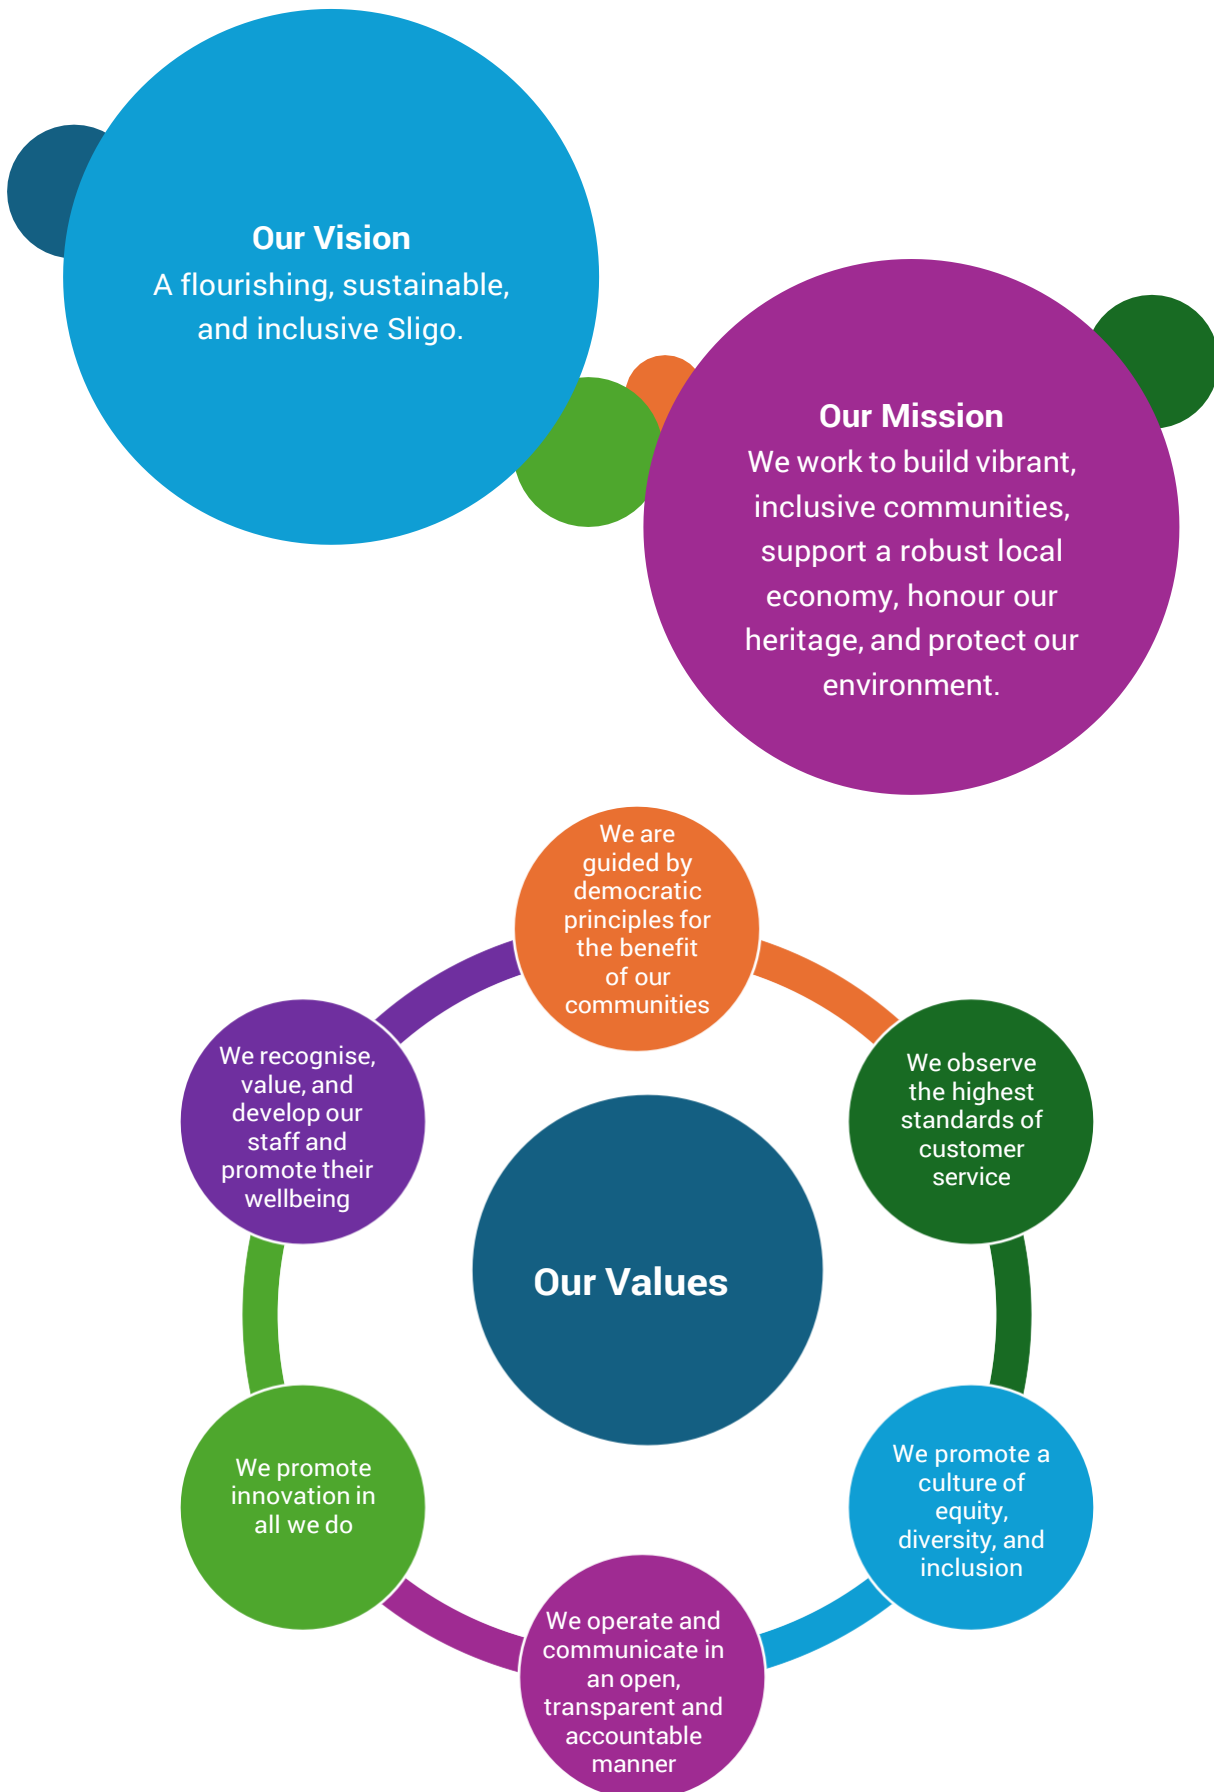 Our Vision
A flourishing, sustainable,
and inclusive Sligo.
Our Mission
We work to build vibrant,
inclusive communities,
support a robust local
economy, honour our
heritage, and protect our
environment.
We are
guided by
democratic
principles for
the benefit
of our
communities
We observe
the highest
standards of
customer
service
We promote a
culture of
equity,
diversity, and
inclusion
We operate and
communicate in
an open,
transparent and
accountable
manner
We promote
innovation in
all we do
We recognise,
value, and
develop our
staff and
promote their
wellbeing
Our Values